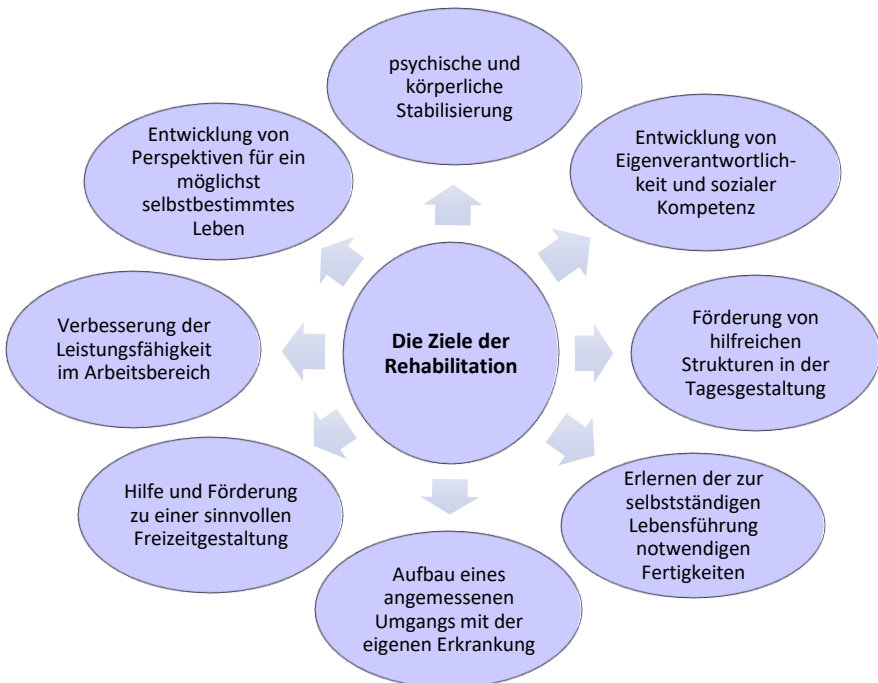 psychische und
körperliche
Stabilisierung
Entwicklung von
Eigenverantwortlich-
keit und sozialer
Kompetenz
Förderung von
hilfreichen
Strukturen in der
Tagesgestaltung
Erlernen der zur
selbstständigen
Lebensführung
notwendigen
Fertigkeiten
Aufbau eines
angemessenen
Umgangs mit der
eigenen Erkrankung
Hilfe und Förderung
zu einer sinnvollen
Freizeitgestaltung
Verbesserung der
Leistungsfähigkeit
im Arbeitsbereich
Entwicklung von
Perspektiven für ein
möglichst
selbstbestimmtes
Leben
Die Ziele der
Rehabilitation